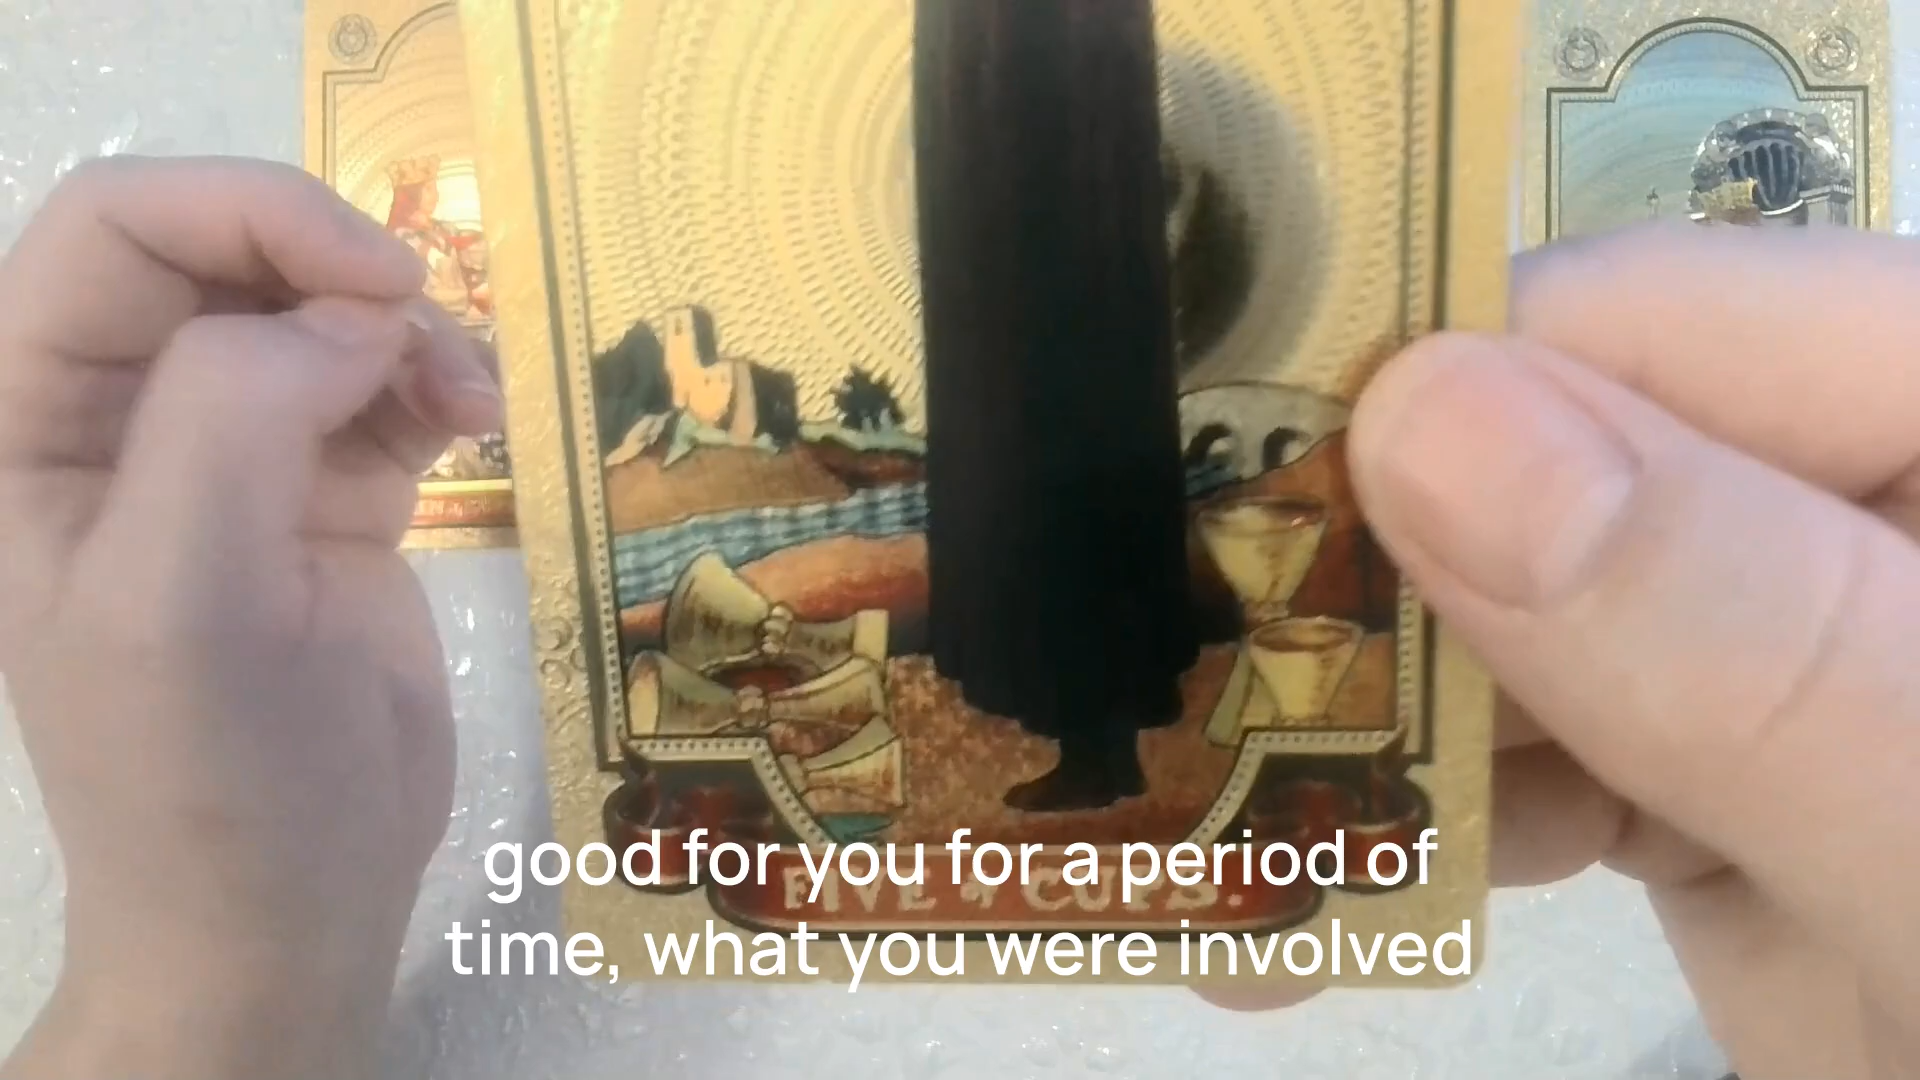 good for you for a period of
FIVE of CUPS.
time, what you were involved